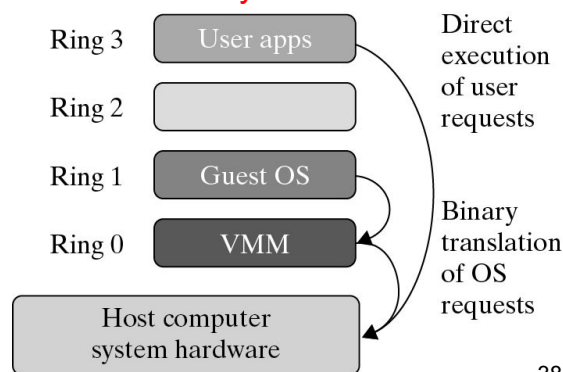 Ring 3
User apps
Direct
execution
of user
requests
Ring 2
Ring 1
Guest OS
Ring 0
VMM
Binary
translation
of OS
requests
Host computer
system hardware